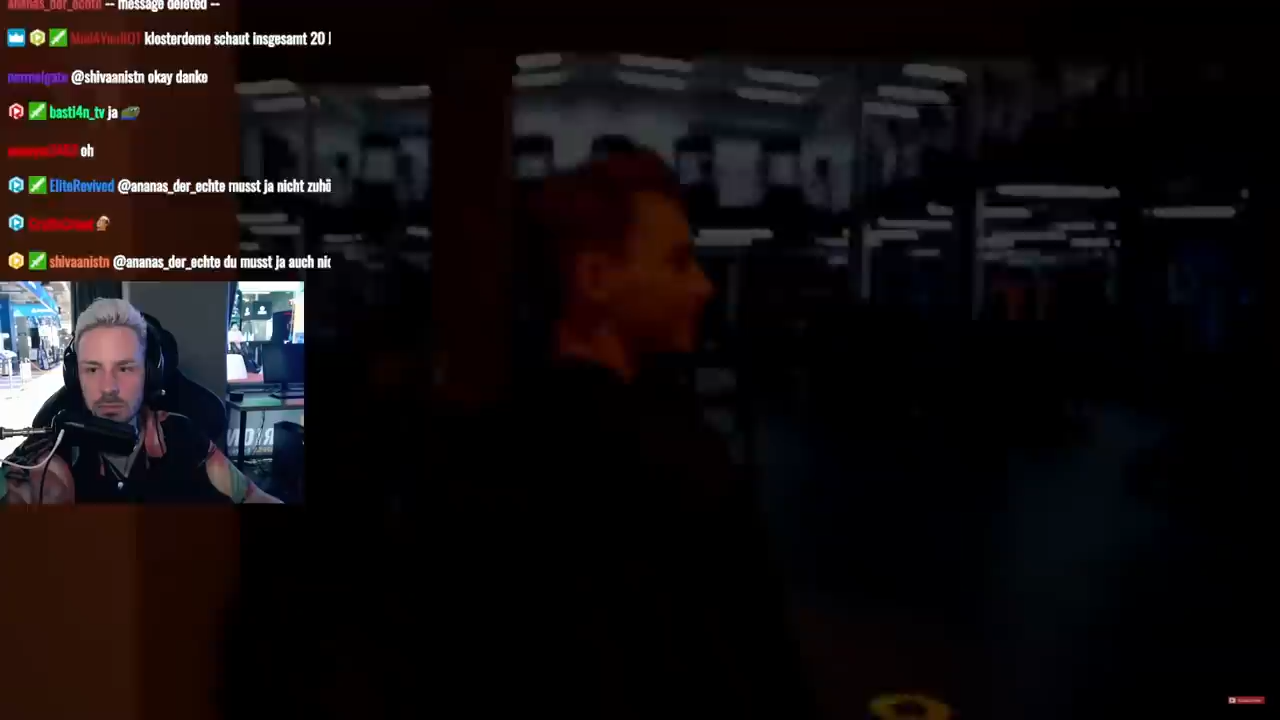 ananas_der_echte -- message deleted --
klosterdome schaut insgesamt 20
@shivaanistn okay danke
basti4n_tv ja
oh
EliteRevived @ananas_der_echte musst ja nicht zuhö
shivaanistn @ananas_der_echte du musst ja auch nic